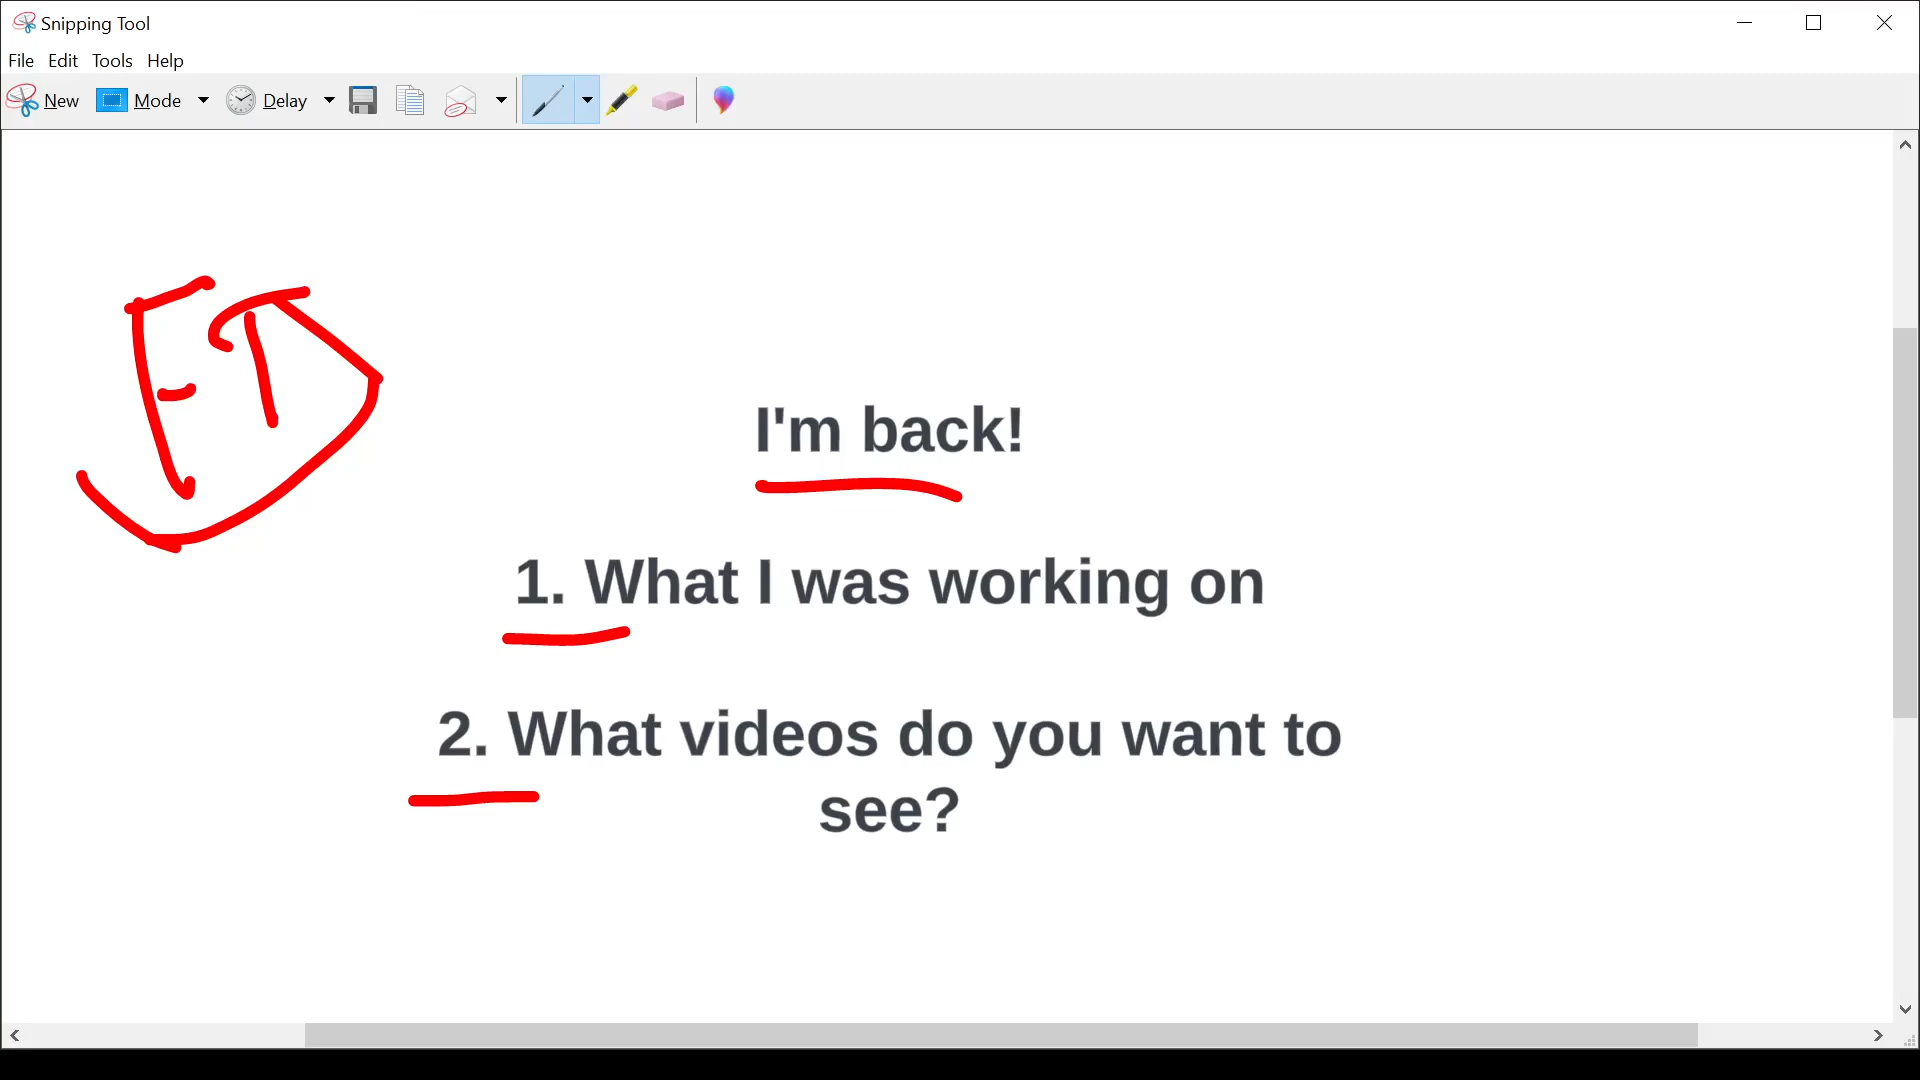 Snipping Tool
File Edit Tools Help
New Mode Delay
ET
I'm back!
1. What I was working on
2. What videos do you want to
see?